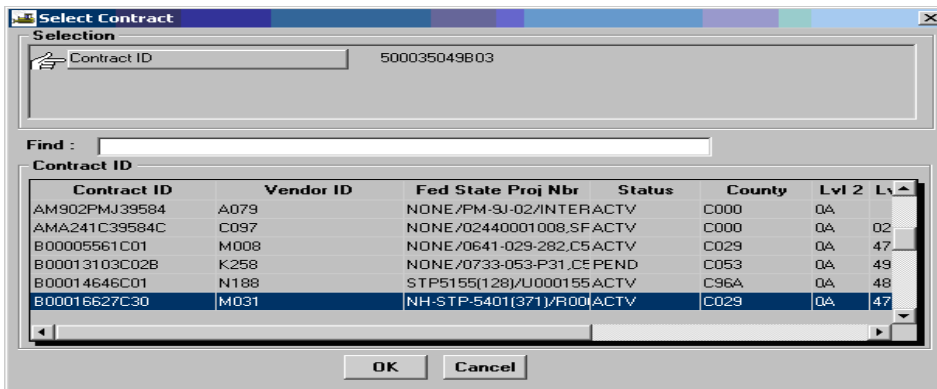 Select Contract
Selection
Contract ID 500035049B03
Find :
Contract ID
Contract ID Vendor ID Fed State Proj Nbr Status County Lvl 2 Lv
AM902PMJ39584 A079 NONE/PM-9J-02/INTER ACTV C000 0A
AMA241C39584C C097 NONE/02440001008,SF ACTV C000 0A 02
B00005561C01 M008 NONE/0641-029-282,C5 ACTV C029 0A 47
B00013103C02B K258 NONE/0733-053-P31,C5 PEND C053 0A 49
B00014646C01 N188 STP5155(128)/U000155 ACTV C96A 0A 48
B00016627C30 M031 NH-STP-5401(371)/R00 ACTV C029 0A 47
OK Cancel